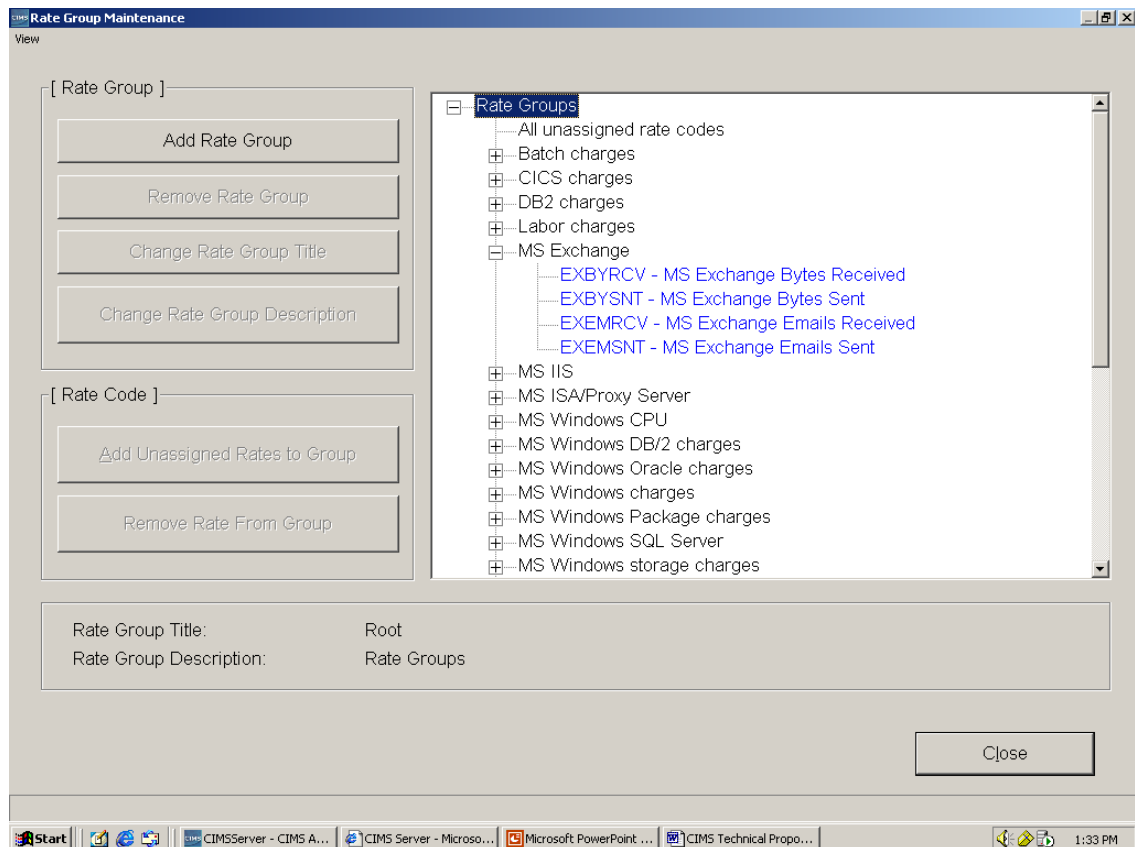 CIMS Rate Group Maintenance
View
[ Rate Group ]
Add Rate Group
Remove Rate Group
Change Rate Group Title
Change Rate Group Description
[ Rate Code ]
Add Unassigned Rates to Group
Remove Rate From Group
Rate Groups
All unassigned rate codes
Batch charges
CICS charges
DB2 charges
Labor charges
MS Exchange
EXBYRCV - MS Exchange Bytes Received
EXBYSNT - MS Exchange Bytes Sent
EXEMRCV - MS Exchange Emails Received
EXEMSNT - MS Exchange Emails Sent
MS IIS
MS ISA/Proxy Server
MS Windows CPU
MS Windows DB/2 charges
MS Windows Oracle charges
MS Windows charges
MS Windows Package charges
MS Windows SQL Server
MS Windows storage charges
Rate Group Title: Root
Rate Group Description: Rate Groups
Close
Start CIMS CIMSServer - CIMS A... CIMS Server - Microso... Microsoft PowerPoint ... CIMS Technical Propo... 1:33 PM